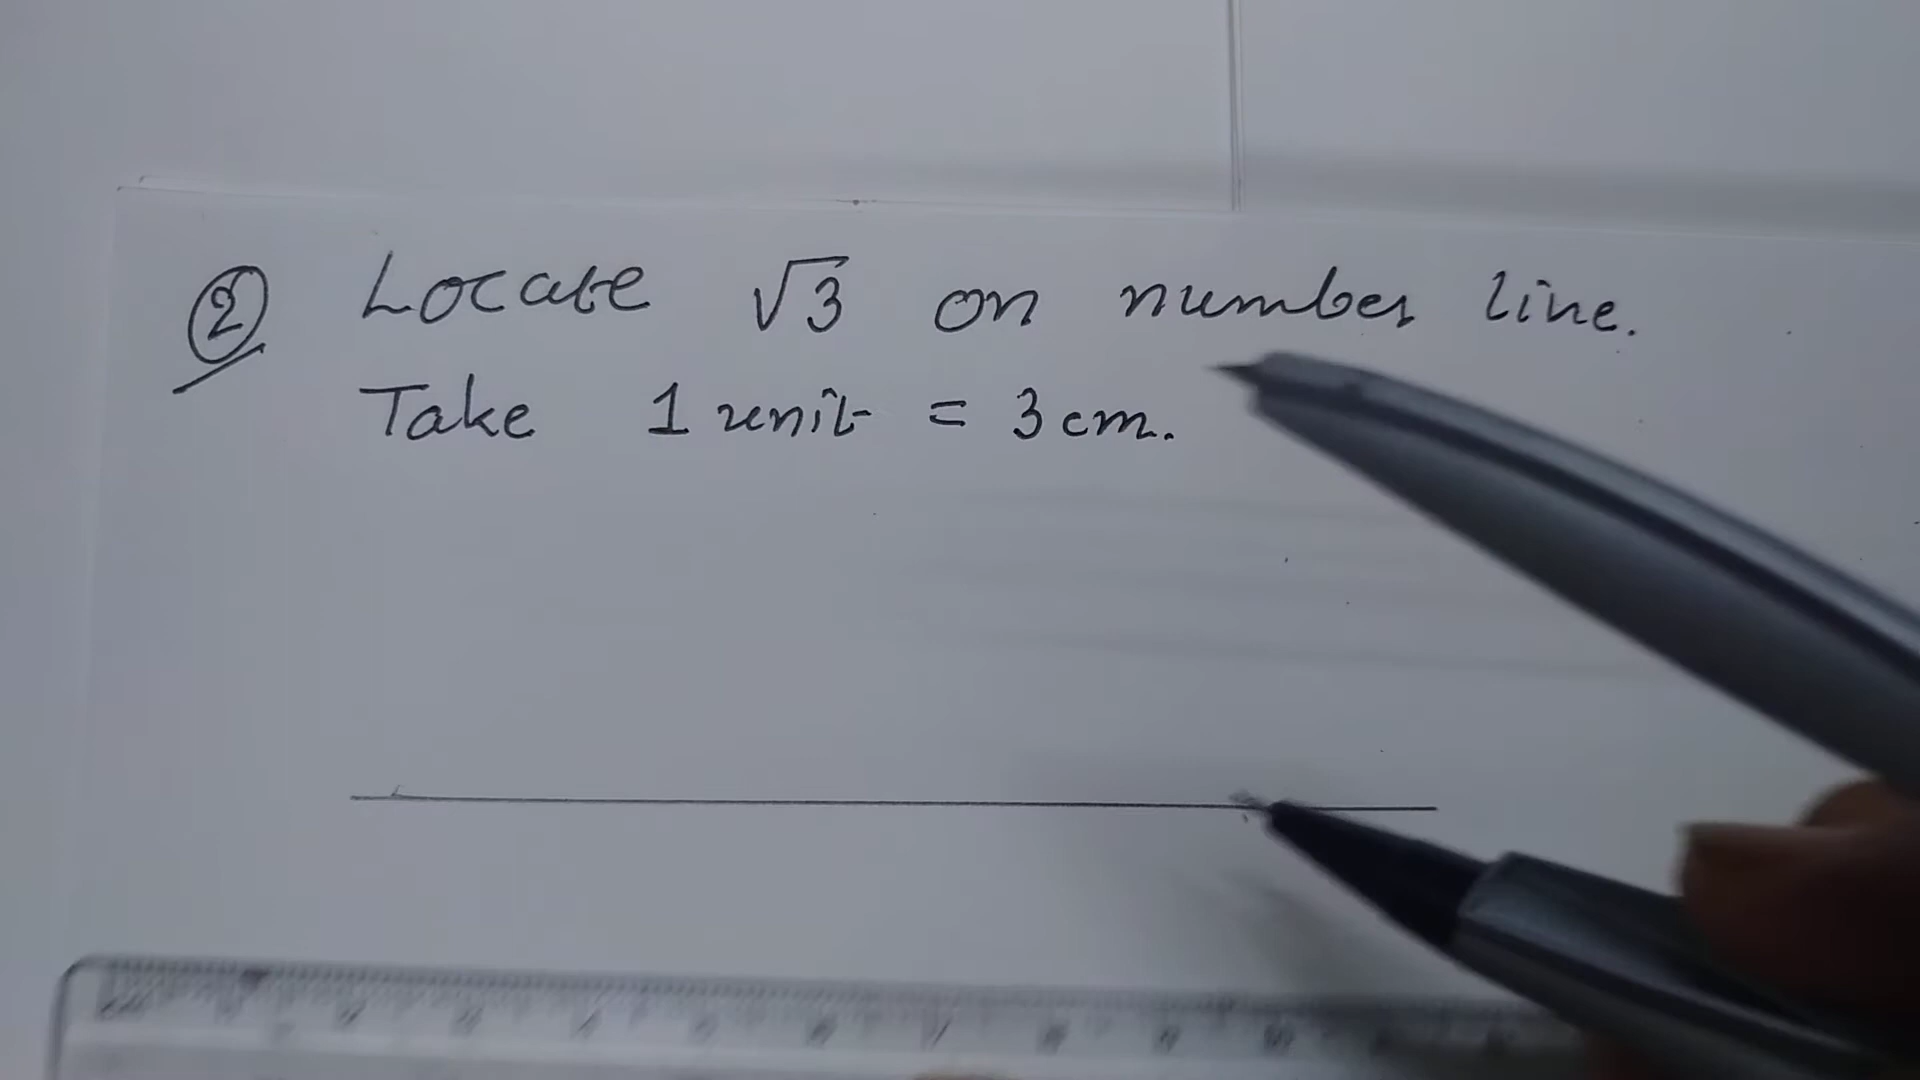 ② Locate √3 on number line.
Take 1 unit = 3 cm.